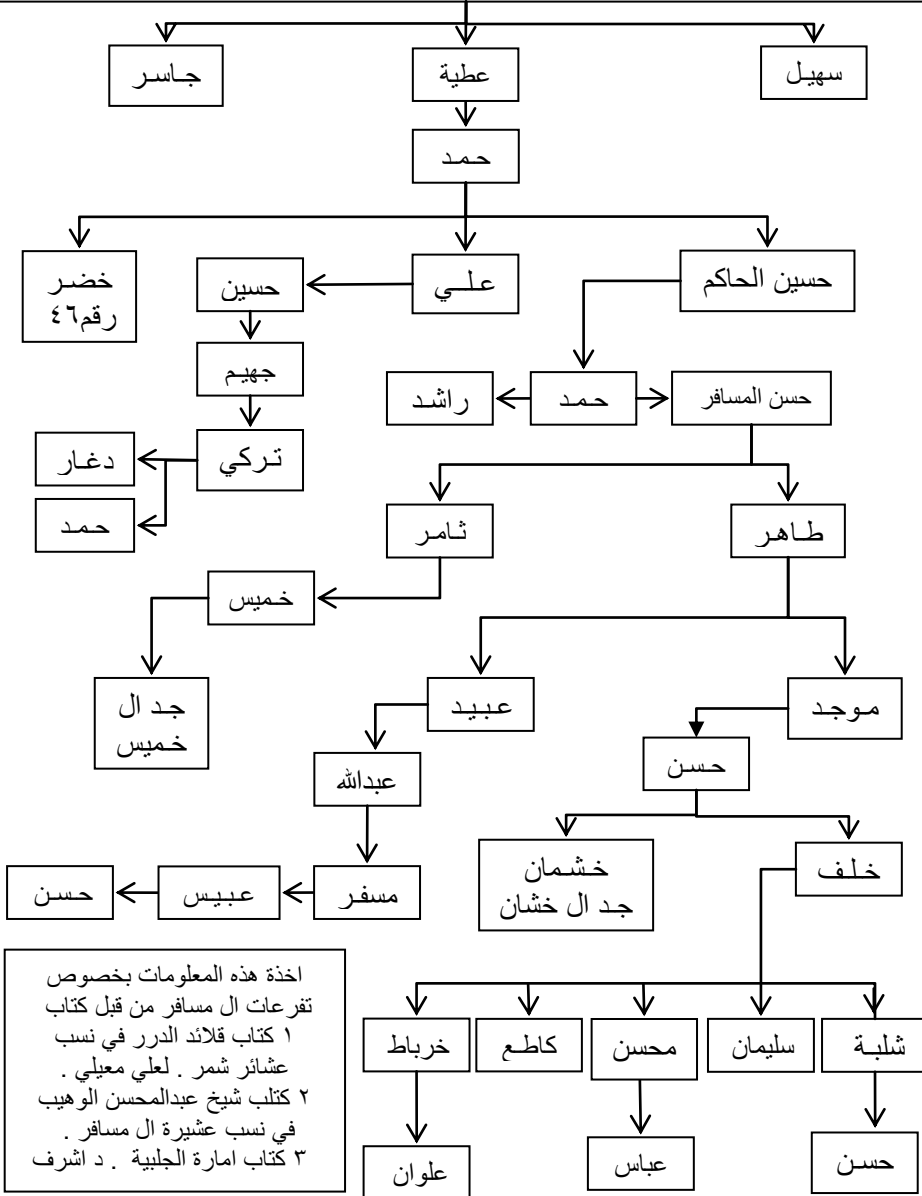 سهيل
عطية
جاسر
حمد
حسين الحاكم
علي
حسين
خضر
رقم٤٦
جهيم
حسن المسافر
حمد
راشد
تركي
دغار
حمد
طاهر
ثامر
خميس
موجد
عبيد
جد ال
خميس
حسن
عبدالله
خلف
خشمان
جد ال خشان
مسفر
عبيس
حسن
شلبة
سليمان
محسن
كاطع
خرباط
حسن
عباس
علوان
اخذة هذه المعلومات بخصوص
تفرعات ال مسافر من قبل كتاب
١ كتاب قلائد الدرر في نسب
عشائر شمر . لعلي معيلي .
٢ كتلب شيخ عبدالمحسن الوهيب
في نسب عشيرة ال مسافر .
٣ كتاب امارة الجلبية . د اشرف